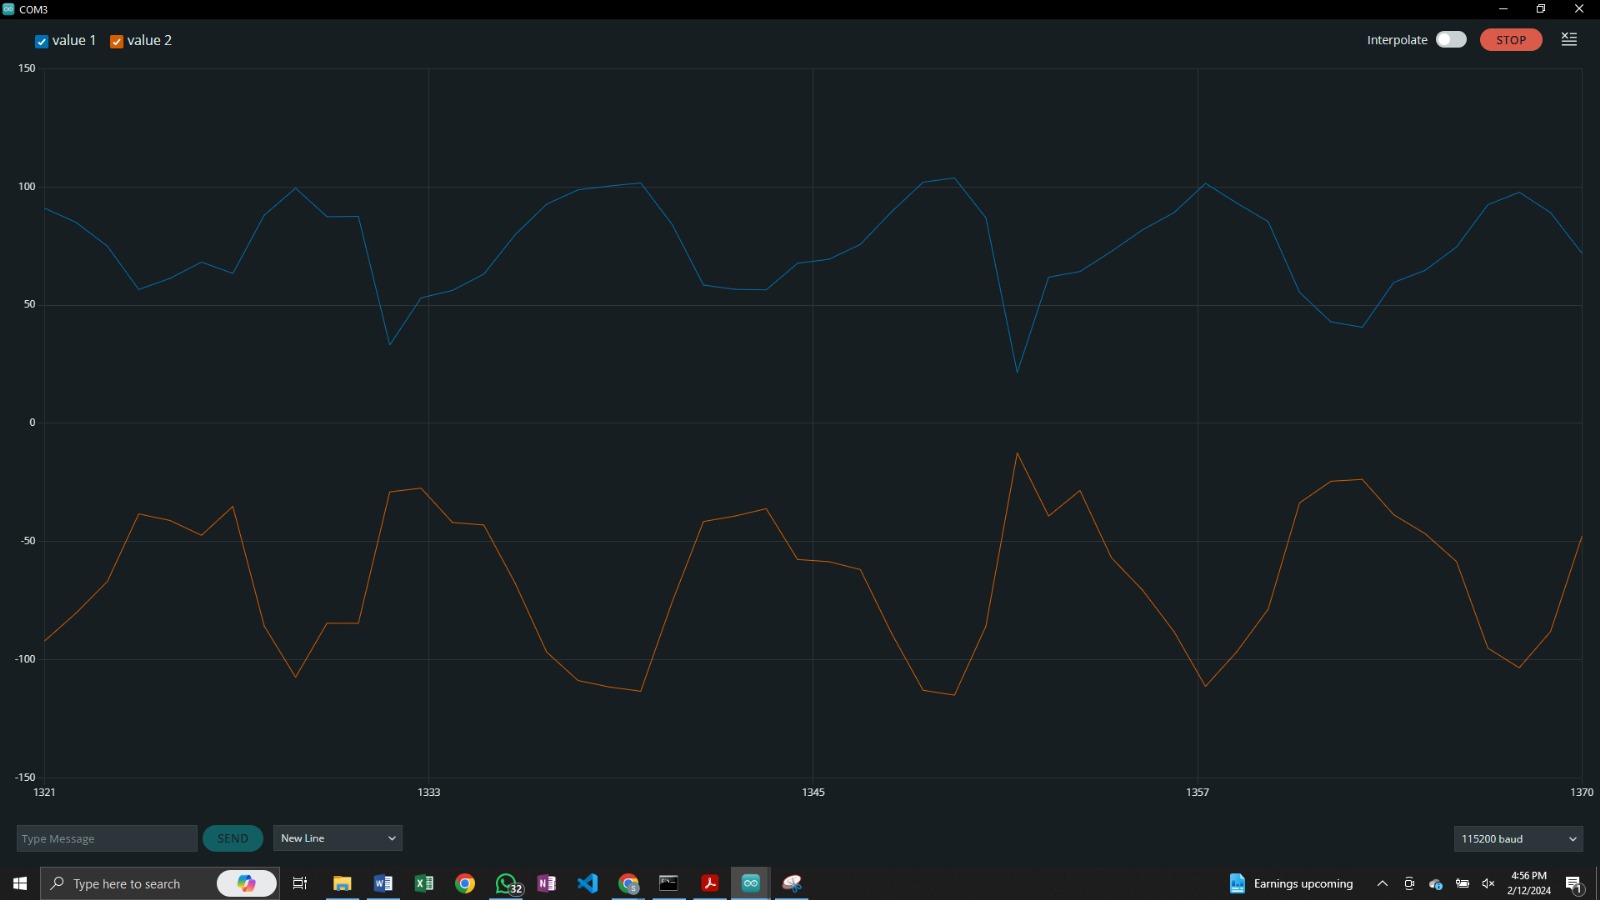 COM3
value 1 value 2 Interpolate STOP
150
100
50
0
-50
-100
-150
1321 1333 1345 1357 1370
Type Message SEND New Line 115200 baud
Type here to search 32 Earnings upcoming 4:56 PM
2/12/2024 1